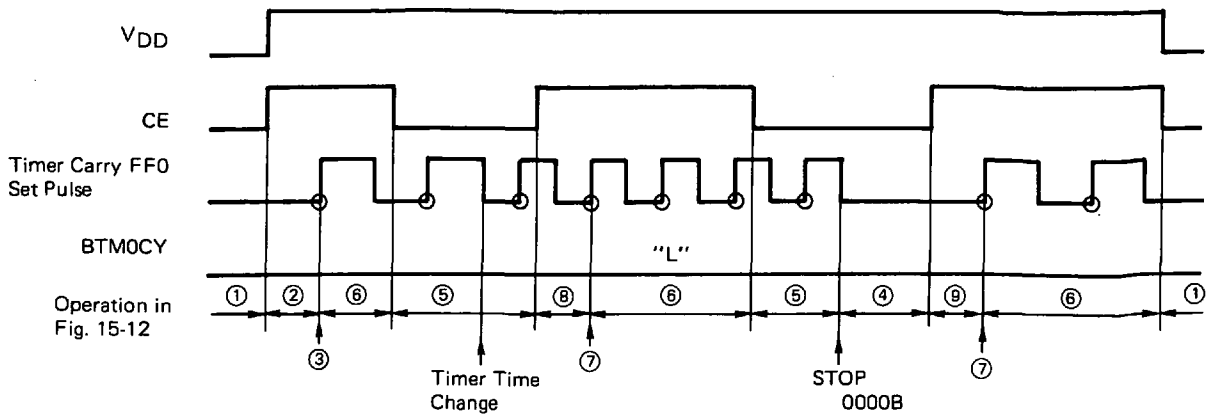 VDD
CE
Timer Carry FF0
Set Pulse
BTM0CY
"L"
Operation in
Fig. 15-12
① ② ⑥ ⑤ ⑧ ⑥ ⑤ ④ ⑨ ⑥ ①
③ ⑦ ⑦
Timer Time
Change
STOP
0000B